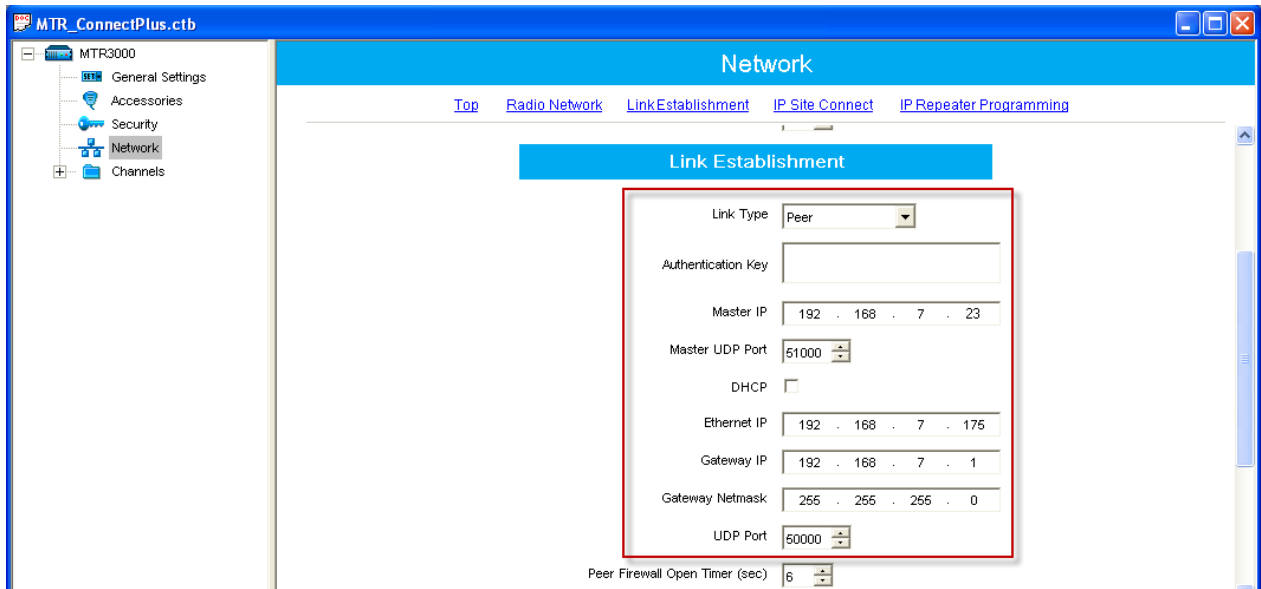 MTR_ConnectPlus.ctb
MTR3000
General Settings
Accessories
Security
Network
Channels
Network
Top Radio Network Link Establishment IP Site Connect IP Repeater Programming
Link Establishment
Link Type Peer
Authentication Key
Master IP 192 . 168 . 7 . 23
Master UDP Port 51000
DHCP
Ethernet IP 192 . 168 . 7 . 175
Gateway IP 192 . 168 . 7 . 1
Gateway Netmask 255 . 255 . 255 . 0
UDP Port 50000
Peer Firewall Open Timer (sec) 6